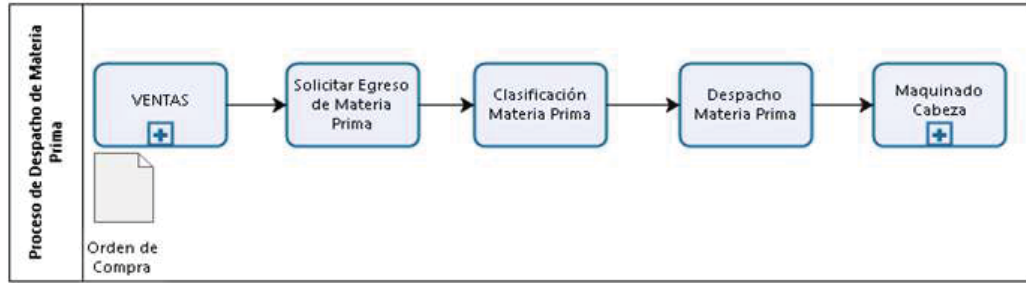 Proceso de Despacho de Materia
Prima
VENTAS
Solicitar Egreso
de Materia
Prima
Clasificación
Materia Prima
Despacho
Materia Prima
Maquinado
Cabeza
Orden de
Compra